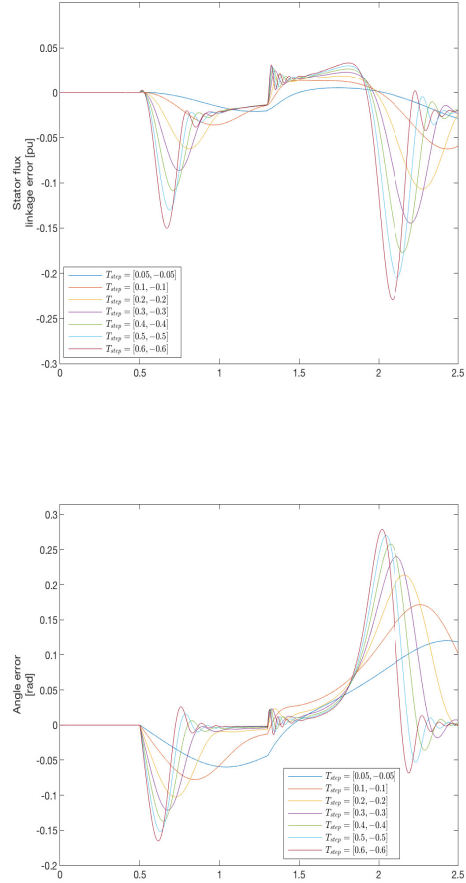 0.05
0
-0.05
-0.1
-0.15
-0.2
-0.25
-0.3
Stator flux
linkage error [pu]
T_step = [0.05, −0.05]
T_step = [0.1, −0.1]
T_step = [0.2, −0.2]
T_step = [0.3, −0.3]
T_step = [0.4, −0.4]
T_step = [0.5, −0.5]
T_step = [0.6, −0.6]
0 0.5 1 1.5 2 2.5
0.3
0.25
0.2
0.15
0.1
0.05
0
-0.05
-0.1
-0.15
-0.2
Angle error
[rad]
T_step = [0.05, −0.05]
T_step = [0.1, −0.1]
T_step = [0.2, −0.2]
T_step = [0.3, −0.3]
T_step = [0.4, −0.4]
T_step = [0.5, −0.5]
T_step = [0.6, −0.6]
0 0.5 1 1.5 2 2.5